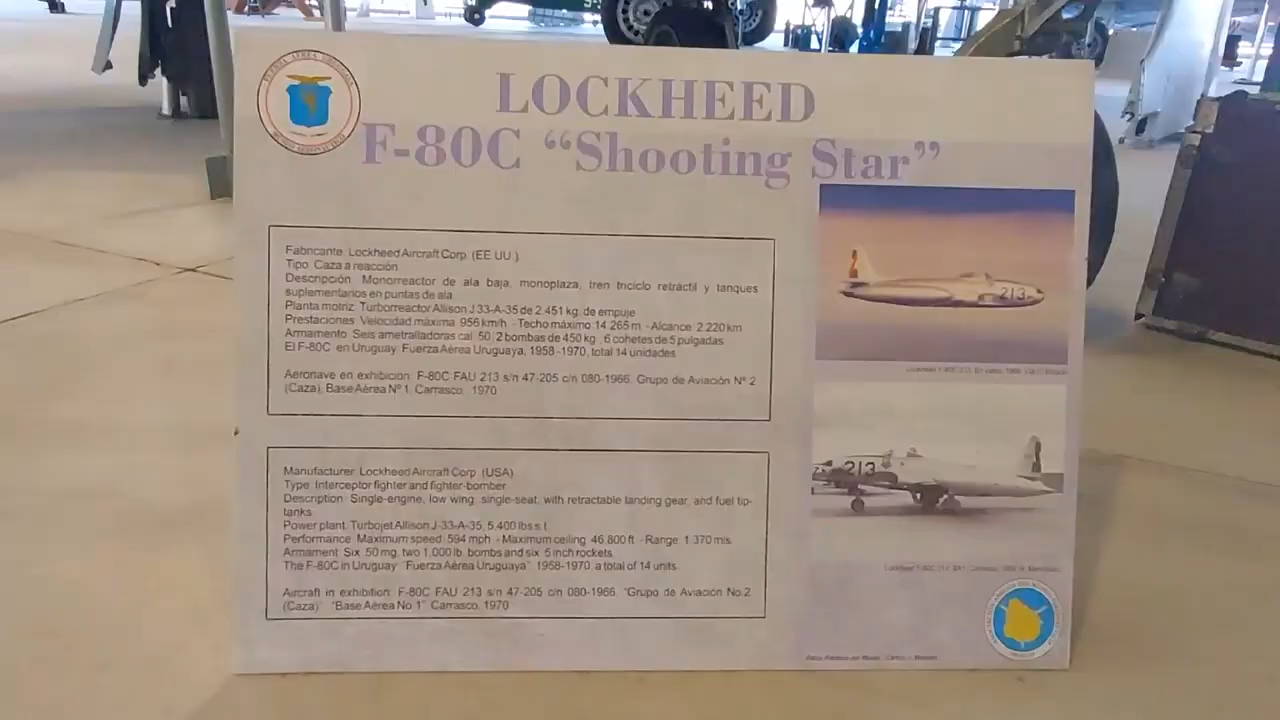 LOCKHEED
F-80C “Shooting Star”
Fabricante: Lockheed Aircraft Corp. (EE.UU.)
Tipo: Caza a reacción
Descripción: Monorreactor de ala baja, monoplaza, tren triciclo retráctil y tanques
suplementarios en puntas de ala
Planta motriz: Turborreactor Allison J 33-A-35 de 2.451 kg. de empuje
Prestaciones: Velocidad máxima 956 km/h. - Techo máximo 14.265 m - Alcance: 2.220 km
Armamento: Seis ametralladoras cal. 50, 2 bombas de 450 kg., 6 cohetes de 5 pulgadas
El F-80C en Uruguay: Fuerza Aérea Uruguaya, 1958-1970, total 14 unidades
Aeronave en exhibición: F-80C FAU 213 s/n 47-205 c/n 080-1966, Grupo de Aviación Nº 2
(Caza), Base Aérea Nº 1, Carrasco, 1970
Manufacturer: Lockheed Aircraft Corp. (USA)
Type: Interceptor fighter and fighter-bomber
Description: Single-engine, low wing, single-seat, with retractable landing gear, and fuel tip-
tanks.
Power plant: Turbojet Allison J-33-A-35, 5.400 lbs s.t.
Performance: Maximum speed: 594 mph - Maximum ceiling: 46.800 ft - Range: 1.370 mls.
Armament: Six .50 mg, two 1,000 lb. bombs and six 5 inch rockets.
The F-80C in Uruguay: "Fuerza Aérea Uruguaya" 1958-1970, a total of 14 units.
Aircraft in exhibition: F-80C FAU 213 s/n 47-205 c/n 080-1966, "Grupo de Aviación No.2
(Caza)" "Base Aérea No 1" Carrasco, 1970
213
213